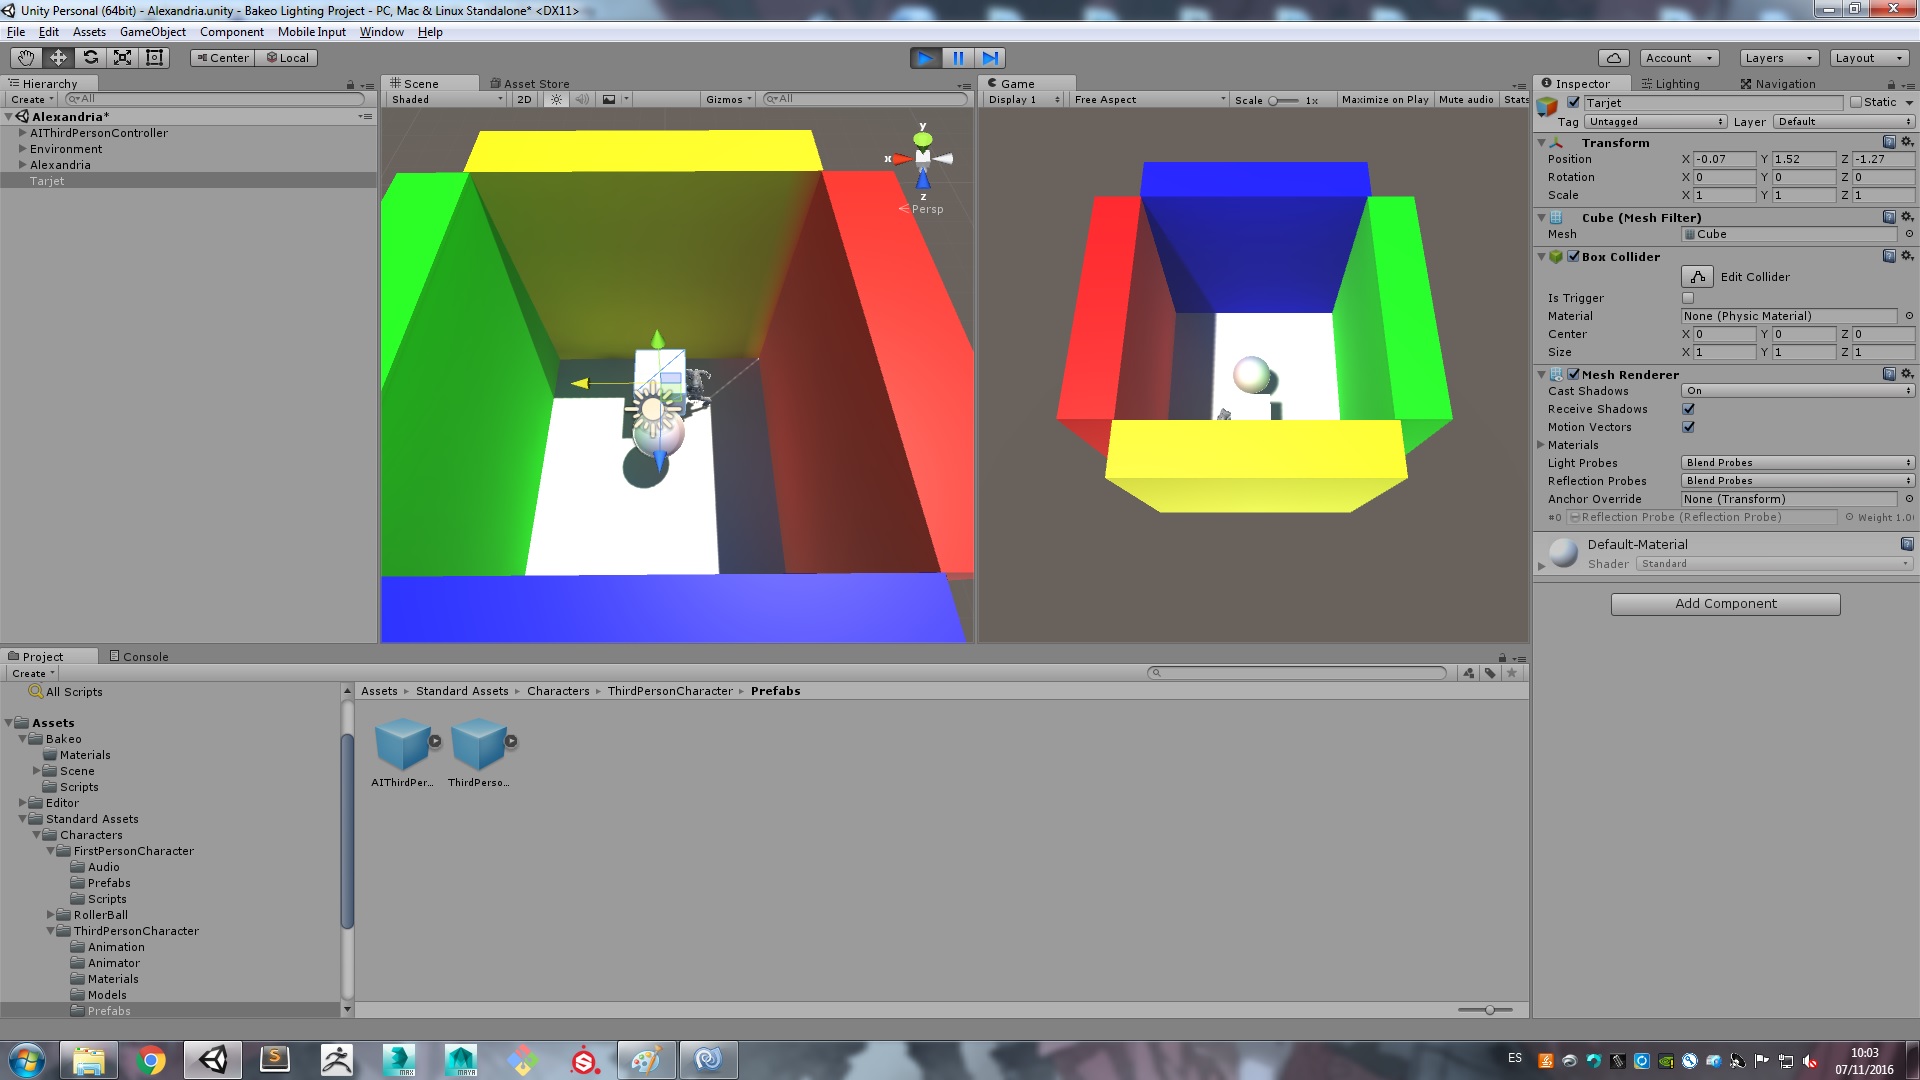 Unity Personal (64bit) - Alexandria.unity - Bakeo Lighting Project - PC, Mac & Linux Standalone* <DX11>
File Edit Assets GameObject Component Mobile Input Window Help
Center Local Account Layers Layout
Hierarchy
Create All
Alexandria*
AIThirdPersonController
Environment
Alexandria
Tarjet
Scene Asset Store
Shaded 2D Gizmos All
y
x
z
Persp
Game
Display 1 Free Aspect Scale 1x Maximize on Play Mute audio Stats
Inspector Lighting Navigation
Tarjet Static
Tag Untagged Layer Default
Transform
Position X -0.07 Y 1.52 Z -1.27
Rotation X 0 Y 0 Z 0
Scale X 1 Y 1 Z 1
Cube (Mesh Filter)
Mesh Cube
Box Collider
Edit Collider
Is Trigger
Material None (Physic Material)
Center X 0 Y 0 Z 0
Size X 1 Y 1 Z 1
Mesh Renderer
Cast Shadows On
Receive Shadows
Motion Vectors
Materials
Light Probes Blend Probes
Reflection Probes Blend Probes
Anchor Override None (Transform)
#0 Reflection Probe (Reflection Probe) Weight 1.0
Default-Material
Shader Standard
Add Component
Project Console
Create
All Scripts
Assets
Bakeo
Materials
Scene
Scripts
Editor
Standard Assets
Characters
FirstPersonCharacter
Audio
Prefabs
Scripts
RollerBall
ThirdPersonCharacter
Animation
Animator
Materials
Models
Prefabs
Assets Standard Assets Characters ThirdPersonCharacter Prefabs
AIThirdPer... ThirdPerso...
S MAX MAYA
ES
10:03
07/11/2016